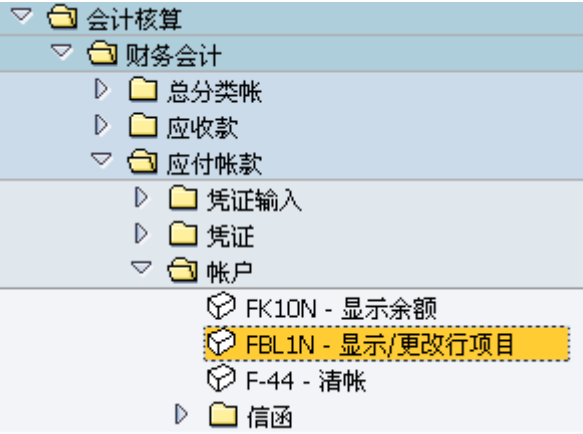 会计核算
财务会计
总分类帐
应收款
应付帐款
凭证输入
凭证
帐户
FK10N - 显示余额
FBL1N - 显示/更改行项目
F-44 - 清帐
信函